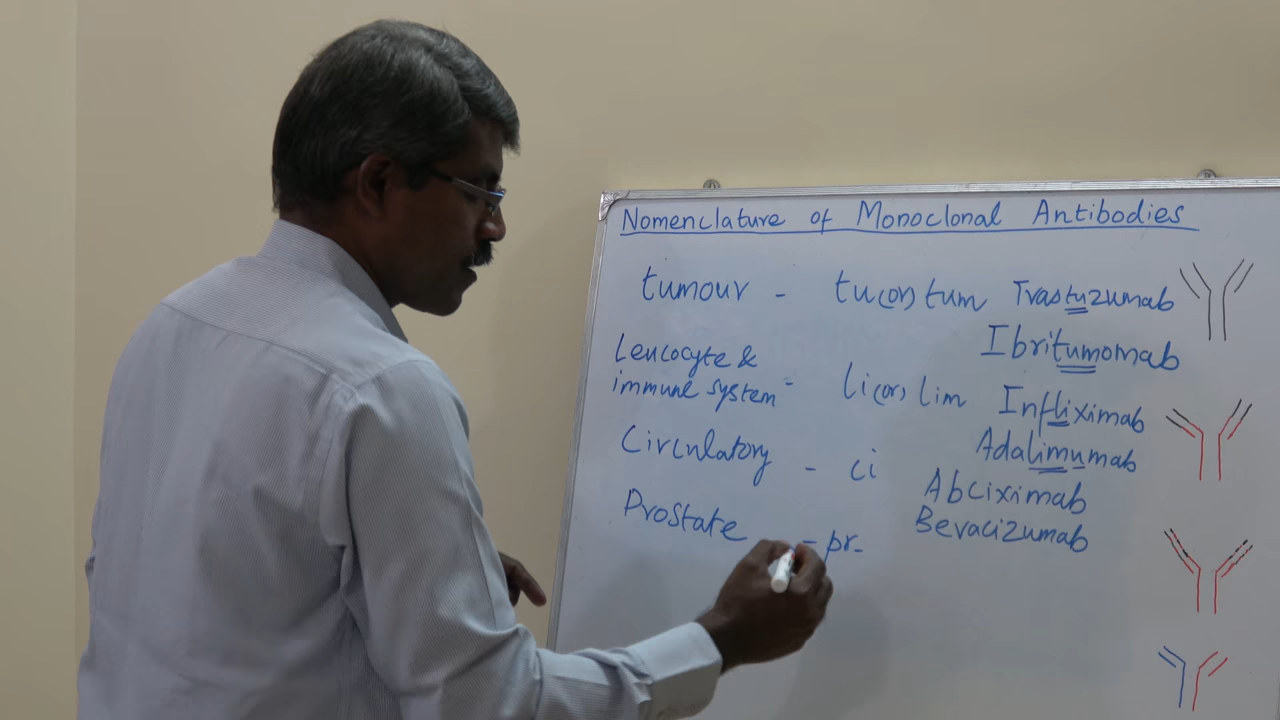 Nomenclature of Monoclonal Antibodies
tumour - tu(or) tum Trastuzumab
Ibritumomab
Leucocyte &
immune system - li(or) lim Infliximab
Adalimumab
Circulatory - ci Abciximab
Bevacizumab
Prostate - pr-